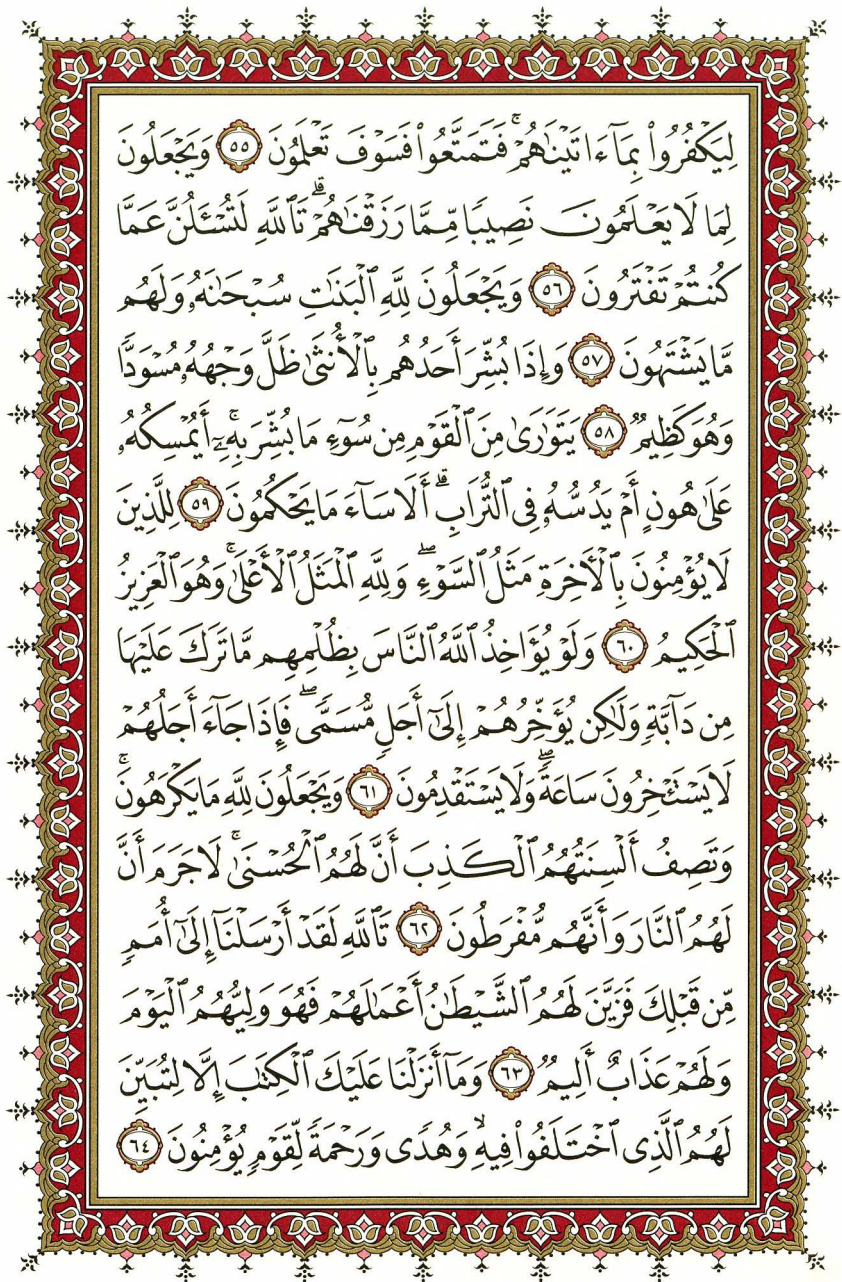 لِيَكۡفُرُواْ بِمَآ ءَاتَيۡنَٰهُمۡۚ فَتَمَتَّعُواْ فَسَوۡفَ تَعۡلَمُونَ ٥٥ وَيَجۡعَلُونَ
لِمَا لَا يَعۡلَمُونَ نَصِيبٗا مِّمَّا رَزَقۡنَٰهُمۡۗ تَٱللَّهِ لَتُسۡـَٔلُنَّ عَمَّا
كُنتُمۡ تَفۡتَرُونَ ٥٦ وَيَجۡعَلُونَ لِلَّهِ ٱلۡبَنَٰتِ سُبۡحَٰنَهُۥ وَلَهُم
مَّا يَشۡتَهُونَ ٥٧ وَإِذَا بُشِّرَ أَحَدُهُم بِٱلۡأُنثَىٰ ظَلَّ وَجۡهُهُۥ مُسۡوَدّٗا
وَهُوَ كَظِيمٞ ٥٨ يَتَوَٰرَىٰ مِنَ ٱلۡقَوۡمِ مِن سُوٓءِ مَا بُشِّرَ بِهِۦٓۚ أَيُمۡسِكُهُۥ
عَلَىٰ هُونٍ أَمۡ يَدُسُّهُۥ فِي ٱلتُّرَابِۗ أَلَا سَآءَ مَا يَحۡكُمُونَ ٥٩ لِلَّذِينَ
لَا يُؤۡمِنُونَ بِٱلۡأٓخِرَةِ مَثَلُ ٱلسَّوۡءِۖ وَلِلَّهِ ٱلۡمَثَلُ ٱلۡأَعۡلَىٰۚ وَهُوَ ٱلۡعَزِيزُ
ٱلۡحَكِيمُ ٦٠ وَلَوۡ يُؤَاخِذُ ٱللَّهُ ٱلنَّاسَ بِظُلۡمِهِم مَّا تَرَكَ عَلَيۡهَا
مِن دَآبَّةٖ وَلَٰكِن يُؤَخِّرُهُمۡ إِلَىٰٓ أَجَلٖ مُّسَمّٗىۖ فَإِذَا جَآءَ أَجَلُهُمۡ
لَا يَسۡتَـٔۡخِرُونَ سَاعَةٗۖ وَلَا يَسۡتَقۡدِمُونَ ٦١ وَيَجۡعَلُونَ لِلَّهِ مَا يَكۡرَهُونَۚ
وَتَصِفُ أَلۡسِنَتُهُمُ ٱلۡكَذِبَ أَنَّ لَهُمُ ٱلۡحُسۡنَىٰۚ لَا جَرَمَ أَنَّ
لَهُمُ ٱلنَّارَ وَأَنَّهُم مُّفۡرَطُونَ ٦٢ تَٱللَّهِ لَقَدۡ أَرۡسَلۡنَآ إِلَىٰٓ أُمَمٖ
مِّن قَبۡلِكَ فَزَيَّنَ لَهُمُ ٱلشَّيۡطَٰنُ أَعۡمَٰلَهُمۡ فَهُوَ وَلِيُّهُمُ ٱلۡيَوۡمَ
وَلَهُمۡ عَذَابٌ أَلِيمٞ ٦٣ وَمَآ أَنزَلۡنَا عَلَيۡكَ ٱلۡكِتَٰبَ إِلَّا لِتُبَيِّنَ
لَهُمُ ٱلَّذِي ٱخۡتَلَفُواْ فِيهِ وَهُدٗى وَرَحۡمَةٗ لِّقَوۡمٖ يُؤۡمِنُونَ ٦٤